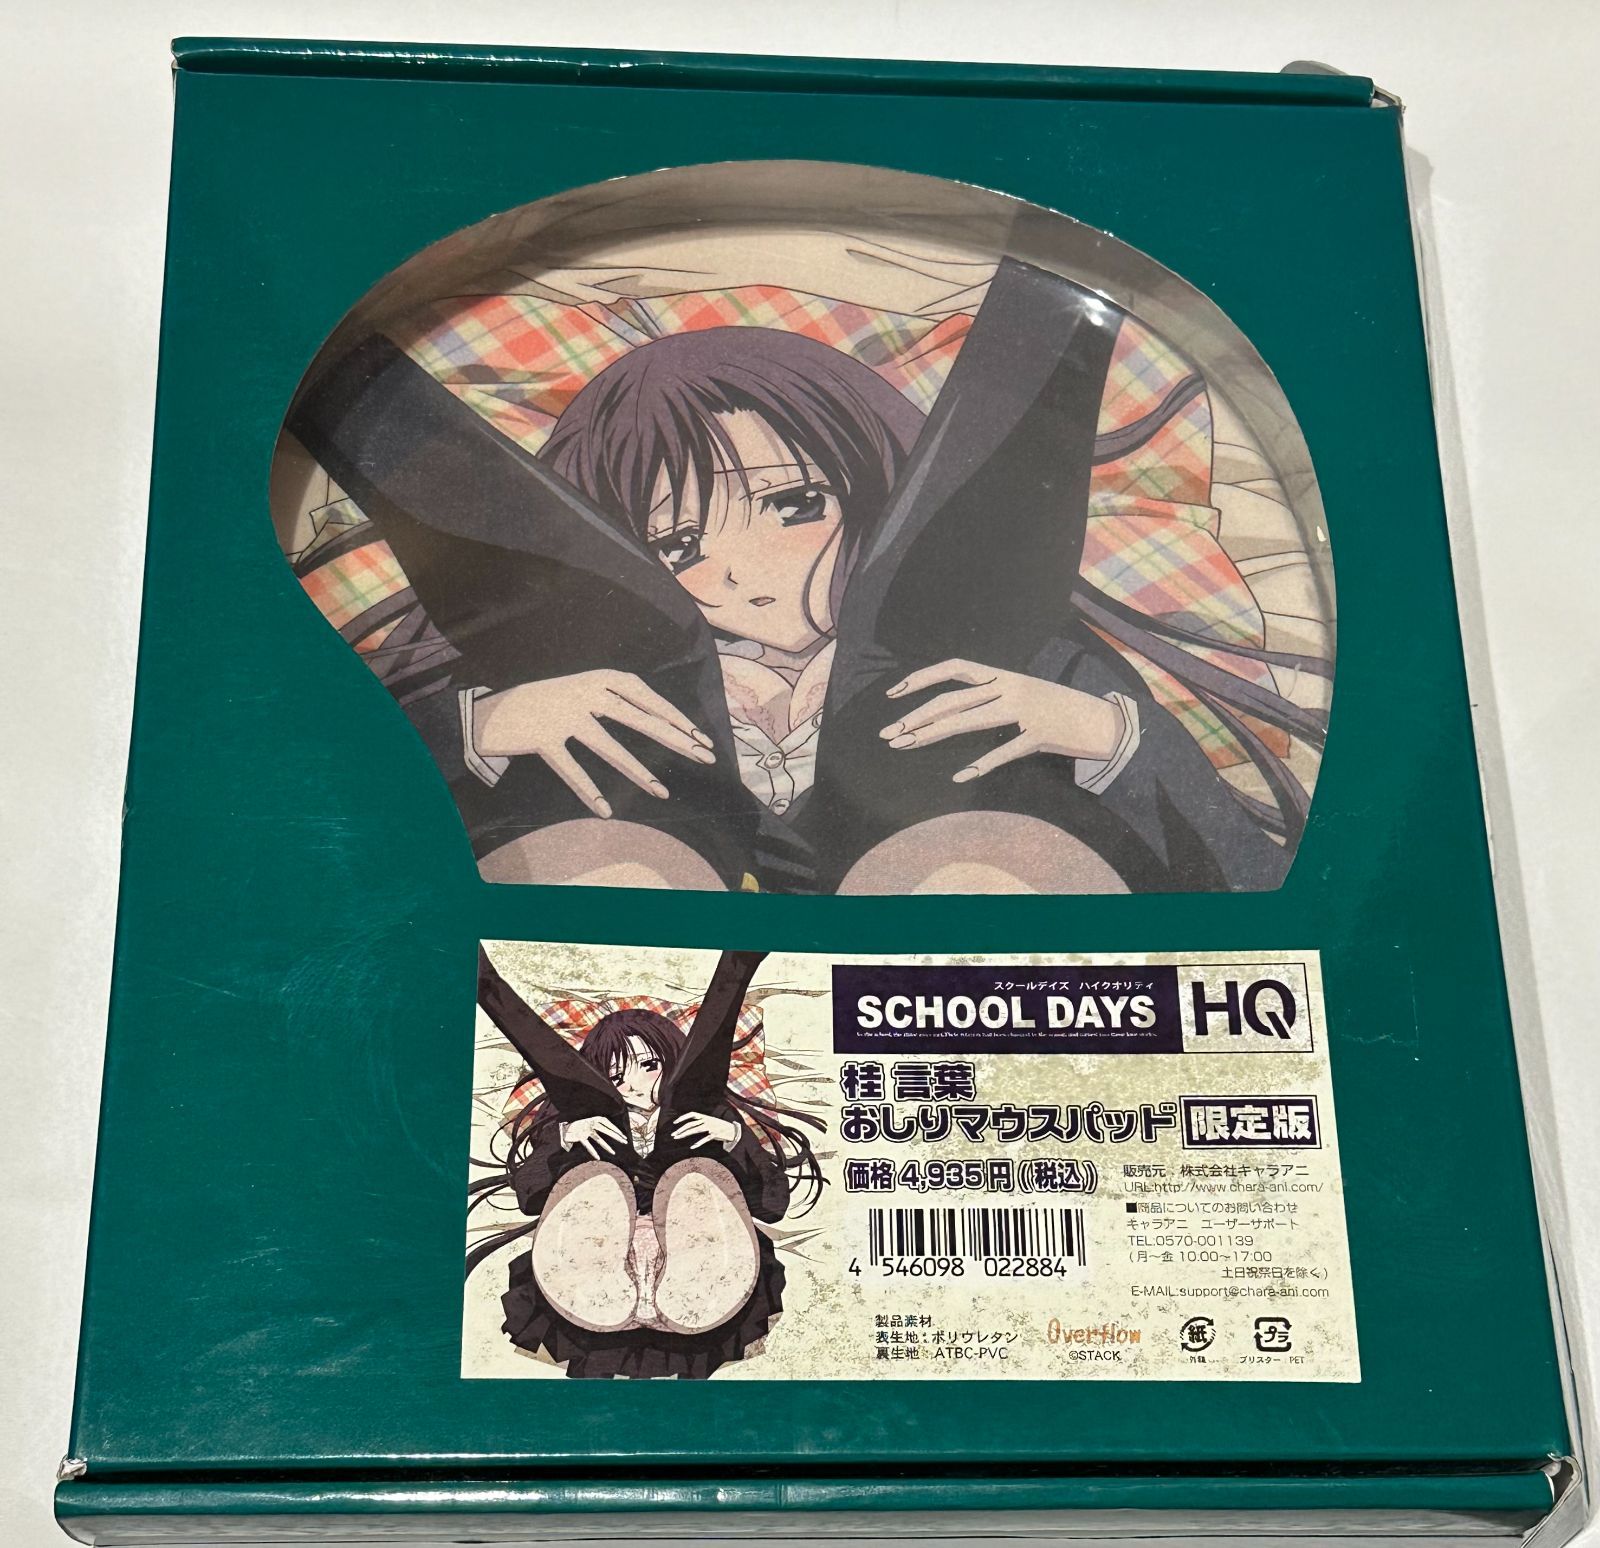 スクールデイズ ハイクオリティ
SCHOOL DAYS HQ
桂 言葉
おしりマウスパッド 限定版
価格 4,935円(税込)
4 546098 022884
販売元：株式会社キャラアニ
URL:http://www.chara-ani.com/
■商品についてのお問い合わせ
キャラアニ ユーザーサポート
TEL:0570-001139
(月～金 10:00～17:00
土日祝祭日を除く)
E-MAIL:support@chara-ani.com
製品素材
表生地：ポリウレタン
裏生地：ATBC-PVC
Overflow
©STACK
紙
外箱
プラ
ブリスター：PET